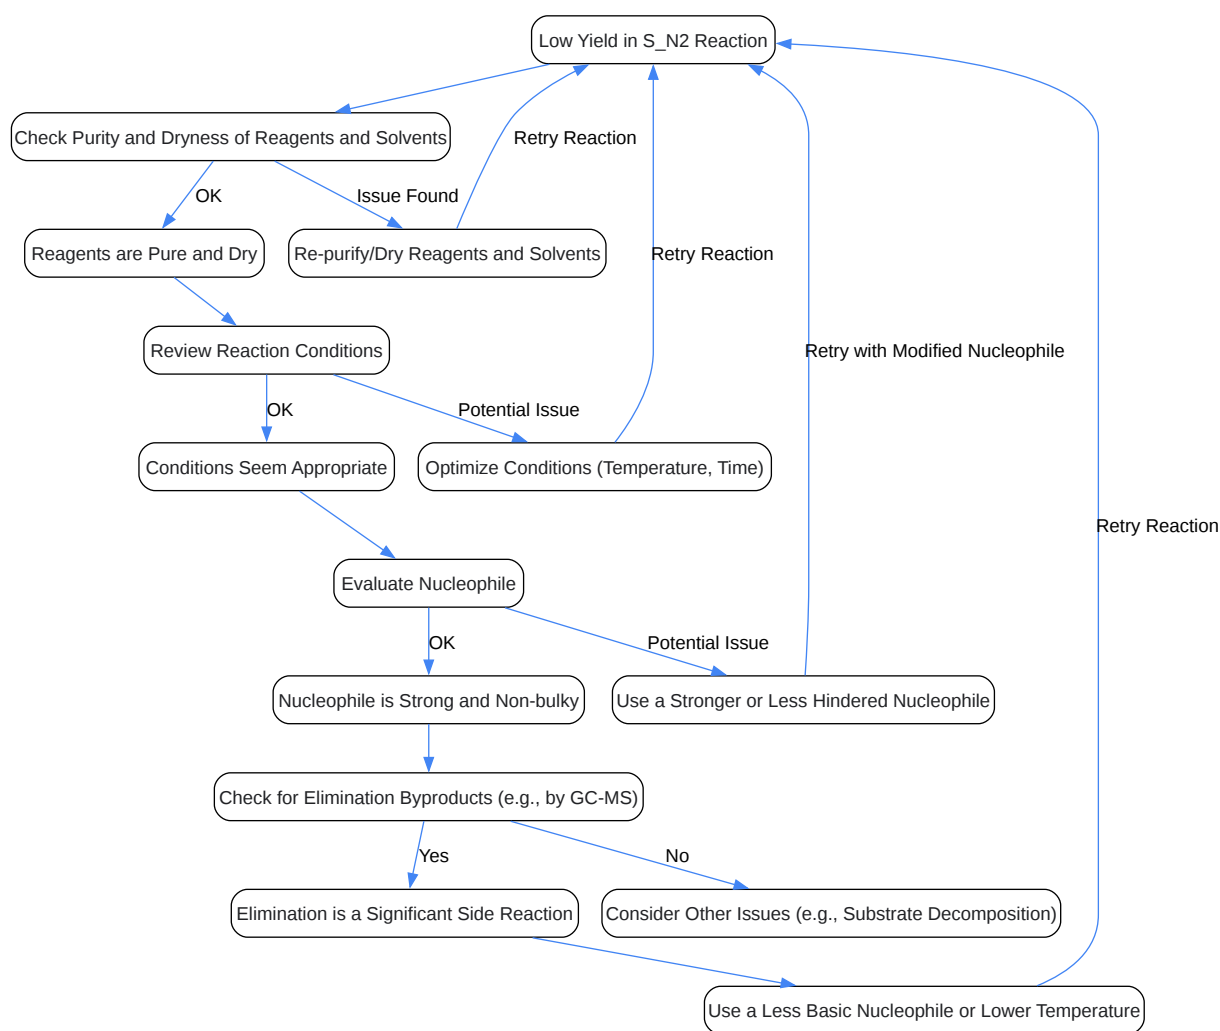 Low Yield in S_N2 Reaction
Check Purity and Dryness of Reagents and Solvents
Retry Reaction
OK
Issue Found
Reagents are Pure and Dry
Re-purify/Dry Reagents and Solvents
Retry Reaction
Review Reaction Conditions
Retry with Modified Nucleophile
OK
Potential Issue
Conditions Seem Appropriate
Optimize Conditions (Temperature, Time)
Retry Reaction
Evaluate Nucleophile
OK
Potential Issue
Nucleophile is Strong and Non-bulky
Use a Stronger or Less Hindered Nucleophile
Check for Elimination Byproducts (e.g., by GC-MS)
Yes
No
Elimination is a Significant Side Reaction
Consider Other Issues (e.g., Substrate Decomposition)
Use a Less Basic Nucleophile or Lower Temperature